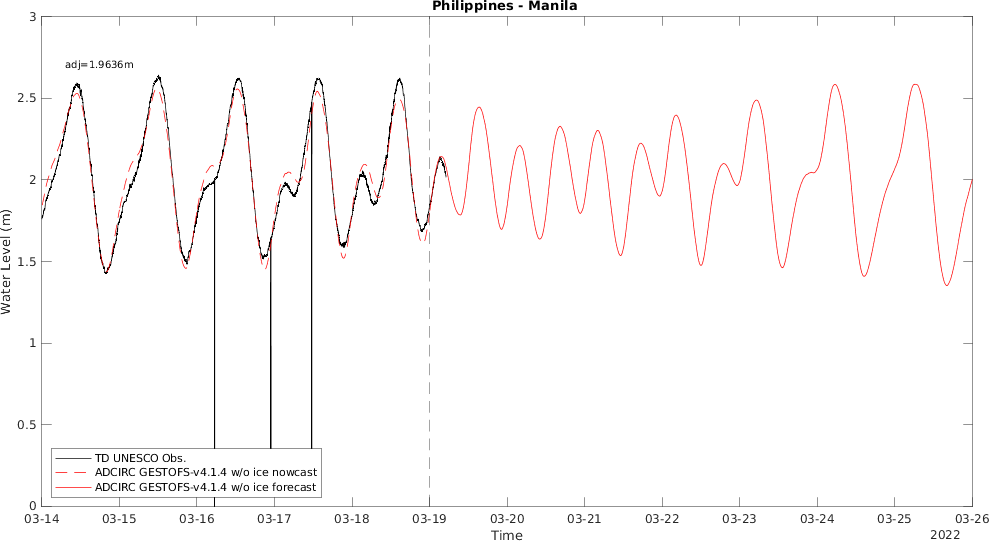 Philippines - Manila
3
adj=1.9636m
2.5
2
1.5
1
0.5
0
Water Level (m)
TD UNESCO Obs.
ADCIRC GESTOFS-v4.1.4 w/o ice nowcast
ADCIRC GESTOFS-v4.1.4 w/o ice forecast
03-14 03-15 03-16 03-17 03-18 03-19 03-20 03-21 03-22 03-23 03-24 03-25 03-26
Time
2022